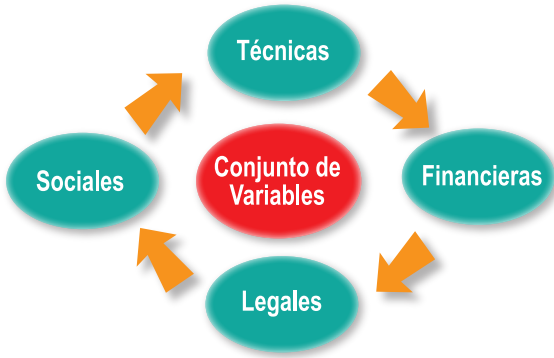 Técnicas
Financieras
Legales
Sociales
Conjunto de
Variables